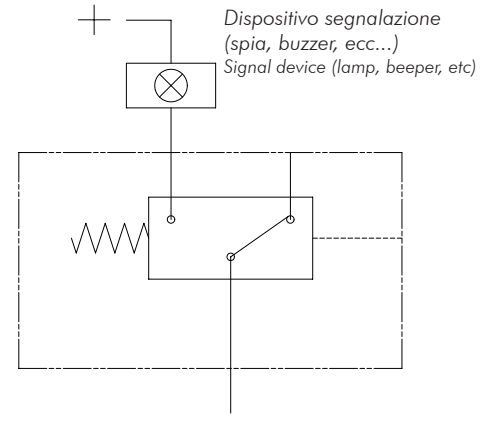 Dispositivo segnalazione
(spia, buzzer, ecc...)
Signal device (lamp, beeper, etc)